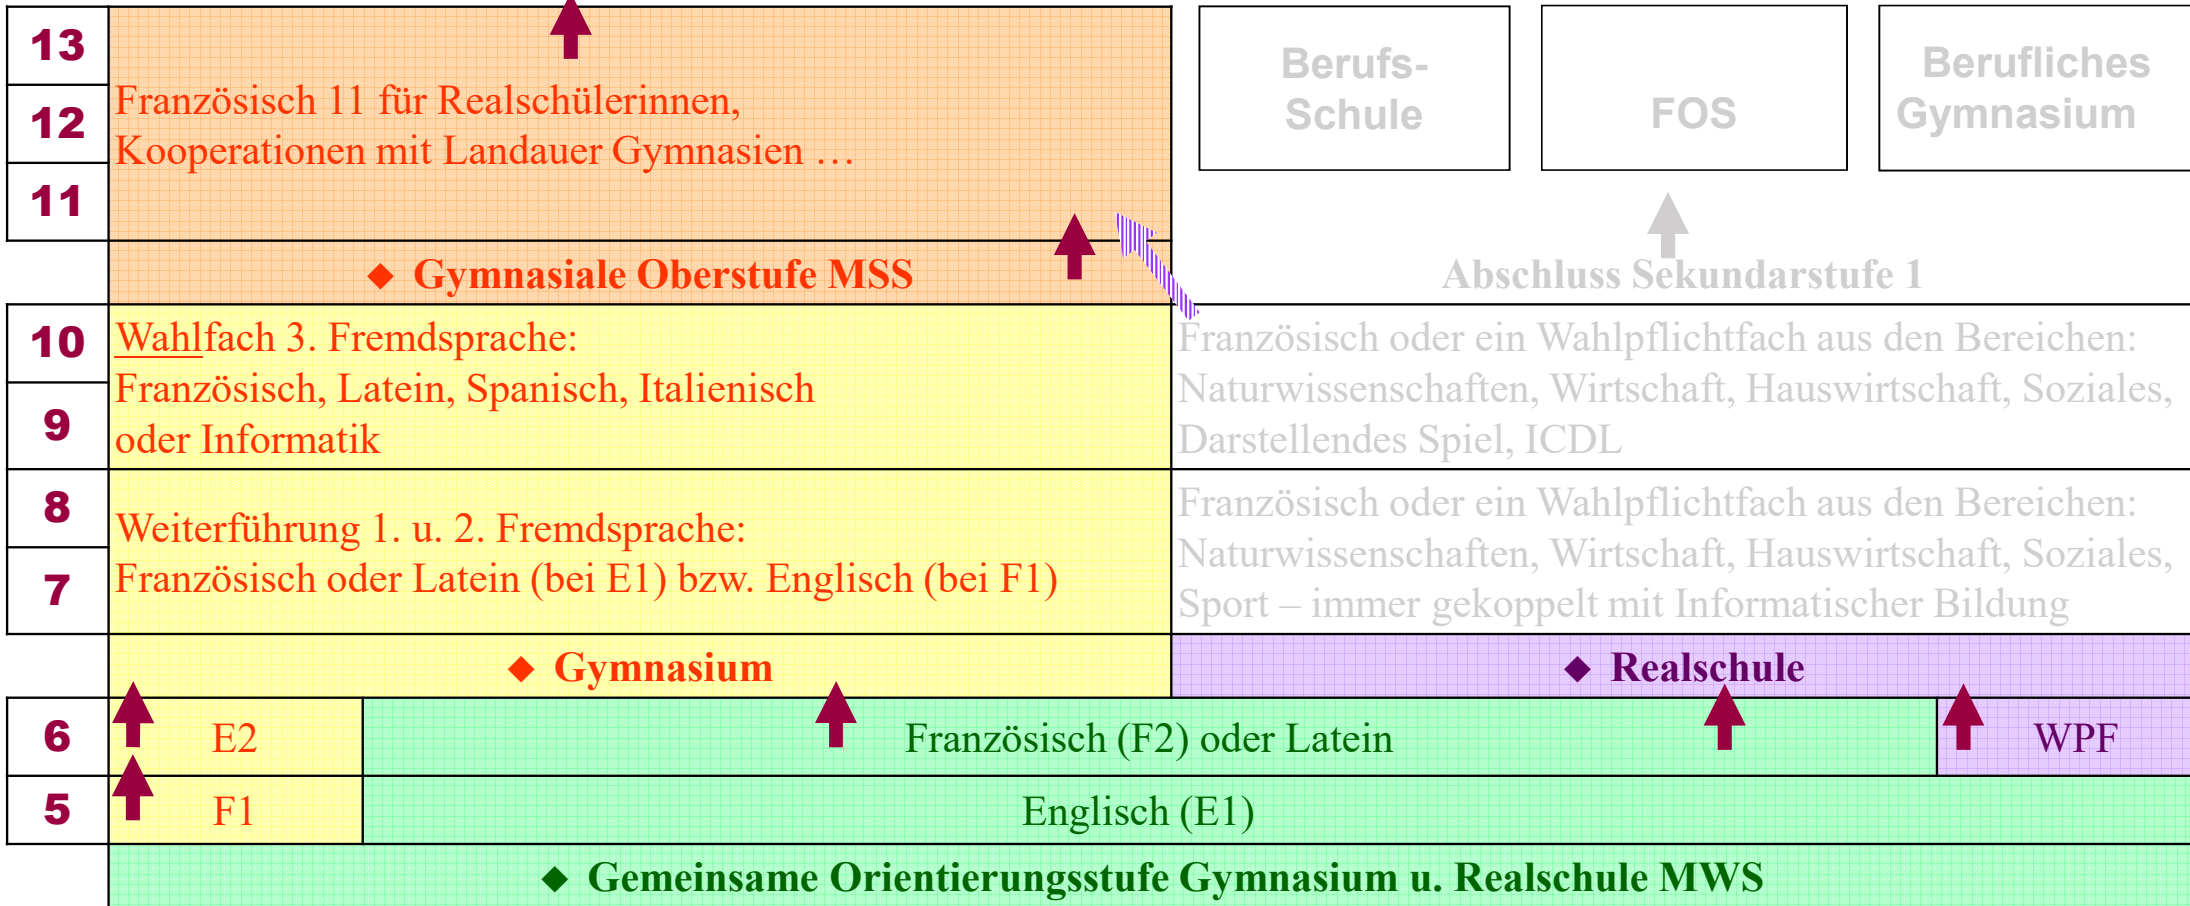 13
12
11
Französisch 11 für Realschülerinnen,
Kooperationen mit Landauer Gymnasien …
Berufs-
Schule
FOS
Berufliches
Gymnasium
◆ Gymnasiale Oberstufe MSS
Abschluss Sekundarstufe 1
10
9
Wahlfach 3. Fremdsprache:
Französisch, Latein, Spanisch, Italienisch
oder Informatik
Französisch oder ein Wahlpflichtfach aus den Bereichen:
Naturwissenschaften, Wirtschaft, Hauswirtschaft, Soziales,
Darstellendes Spiel, ICDL
8
7
Weiterführung 1. u. 2. Fremdsprache:
Französisch oder Latein (bei E1) bzw. Englisch (bei F1)
Französisch oder ein Wahlpflichtfach aus den Bereichen:
Naturwissenschaften, Wirtschaft, Hauswirtschaft, Soziales,
Sport – immer gekoppelt mit Informatischer Bildung
◆ Gymnasium
◆ Realschule
6
E2
Französisch (F2) oder Latein
WPF
5
F1
Englisch (E1)
◆ Gemeinsame Orientierungsstufe Gymnasium u. Realschule MWS